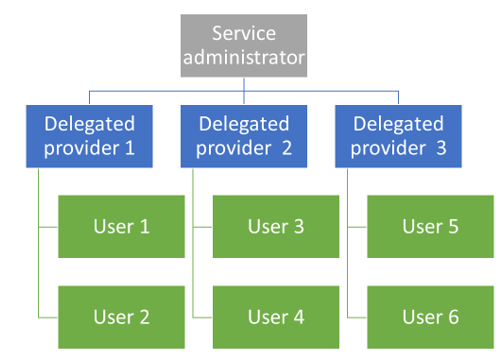 Service
administrator
Delegated
provider 1
Delegated
provider  2
Delegated
provider  3
User 1
User 3
User 5
User 2
User 4
User 6